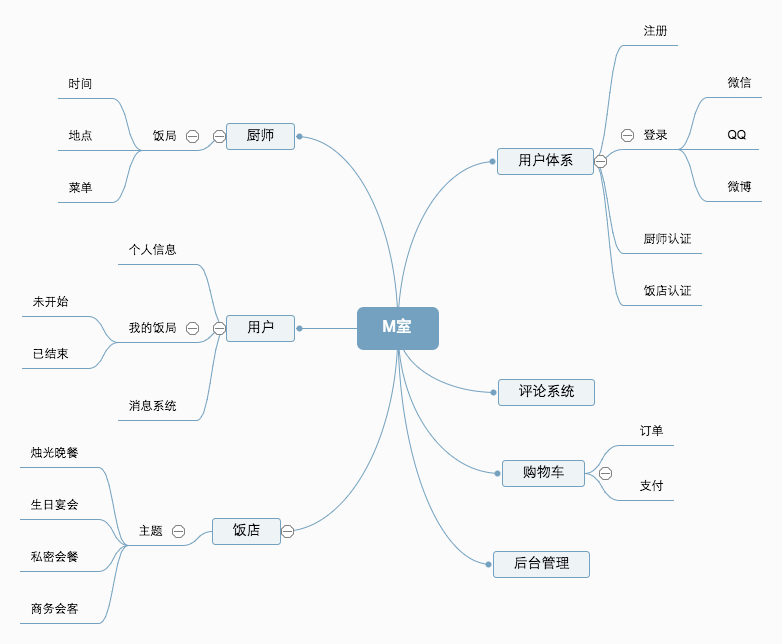 M室
厨师
饭局
时间
地点
菜单
用户
个人信息
我的饭局
未开始
已结束
消息系统
饭店
主题
烛光晚餐
生日宴会
私密会餐
商务会客
用户体系
注册
登录
微信
QQ
微博
厨师认证
饭店认证
评论系统
购物车
订单
支付
后台管理